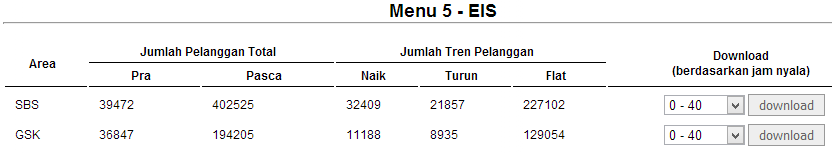 Menu 5 - EIS
Area Jumlah Pelanggan Total Jumlah Tren Pelanggan Download
(berdasarkan jam nyala)
Pra Pasca Naik Turun Flat
SBS 39472 402525 32409 21857 227102 0 - 40 download
GSK 36847 194205 11188 8935 129054 0 - 40 download